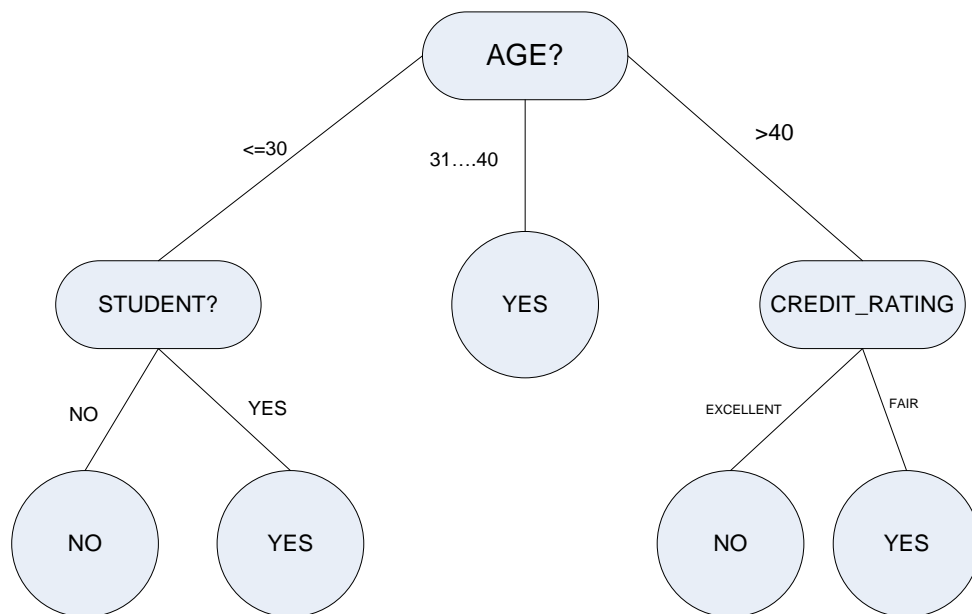 AGE?
<=30
31….40
>40
STUDENT?
YES
CREDIT_RATING
NO
YES
EXCELLENT
FAIR
NO
YES
NO
YES